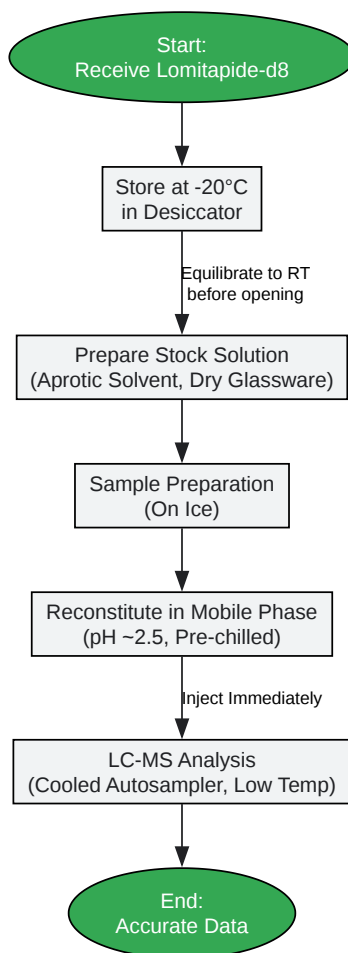 Start:
Receive Lomitapide-d8
Store at -20°C
in Desiccator
Equilibrate to RT
before opening
Prepare Stock Solution
(Aprotic Solvent, Dry Glassware)
Sample Preparation
(On Ice)
Reconstitute in Mobile Phase
(pH ~2.5, Pre-chilled)
Inject Immediately
LC-MS Analysis
(Cooled Autosampler, Low Temp)
End:
Accurate Data